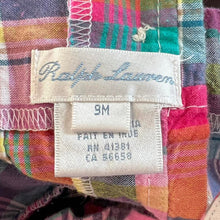 Ralph Lauren
9M
FAIT EN INDE
RN 41381
CA 56658